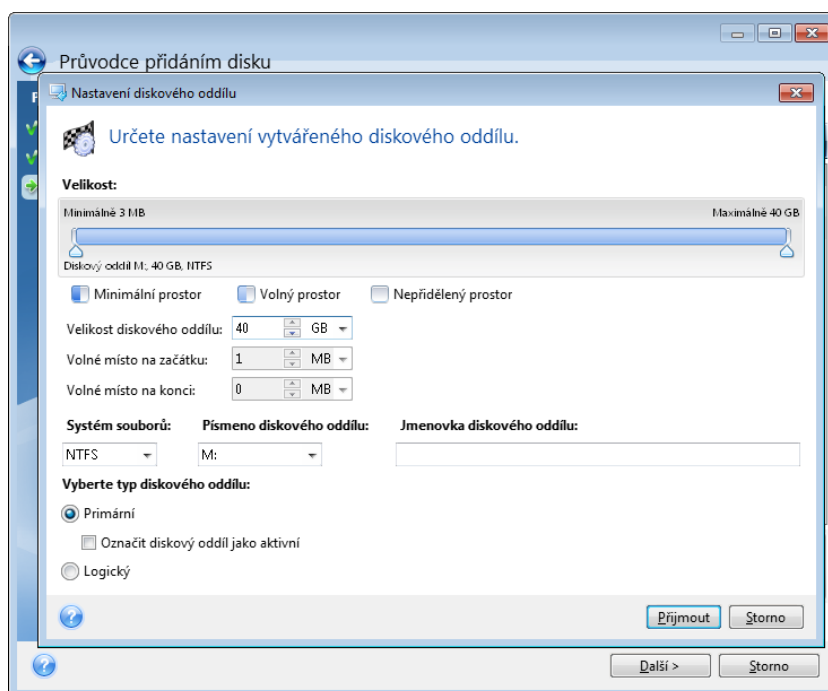 Průvodce přidáním disku
Nastavení diskového oddílu
Určete nastavení vytvářeného diskového oddílu.
Velikost:
Minimálně 3 MB Maximálně 40 GB
Diskový oddíl M:, 40 GB, NTFS
Minimální prostor Volný prostor Nepřidělený prostor
Velikost diskového oddílu: 40 GB
Volné místo na začátku: 1 MB
Volné místo na konci: 0 MB
Systém souborů: Písmeno diskového oddílu: Jmenovka diskového oddílu:
NTFS M:
Vyberte typ diskového oddílu:
Primární
Označit diskový oddíl jako aktivní
Logický
Přijmout Storno
Další > Storno